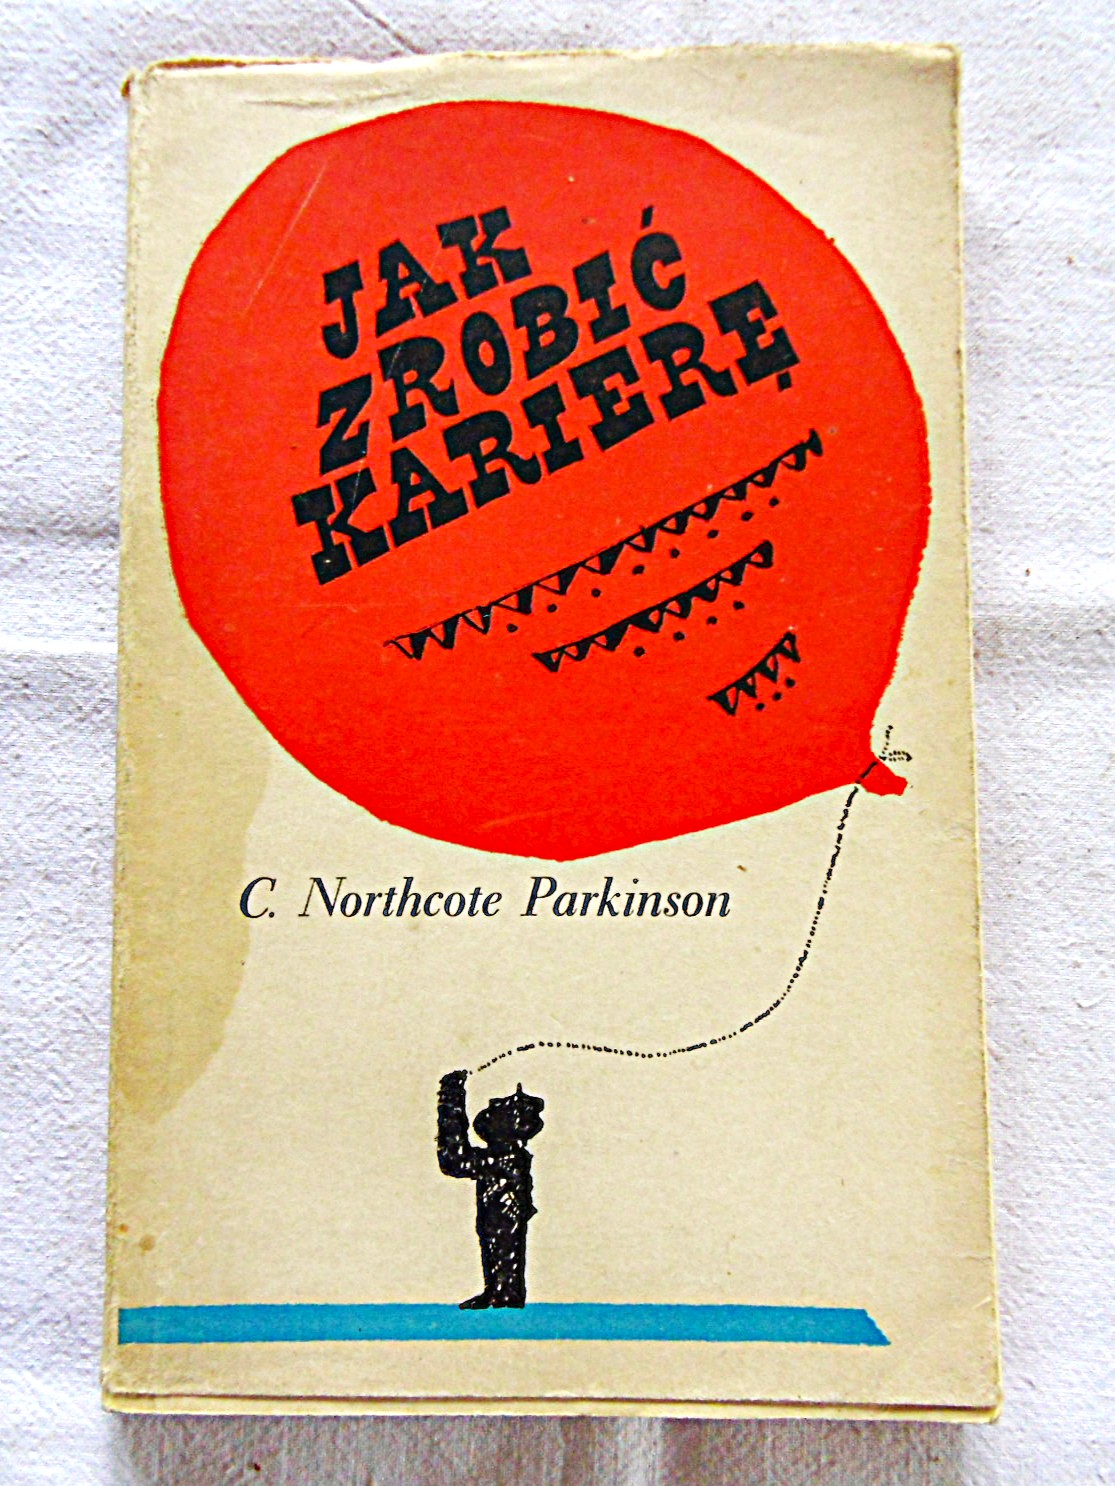 JAK
ZROBIĆ
KARIERĘ
C. Northcote Parkinson